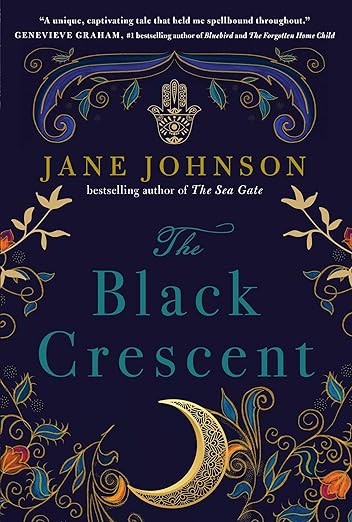 “A unique, captivating tale that held me spellbound throughout.”
GENEVIEVE GRAHAM, #1 bestselling author of Bluebird and The Forgotten Home Child
JANE JOHNSON
bestselling author of The Sea Gate
The
Black
Crescent